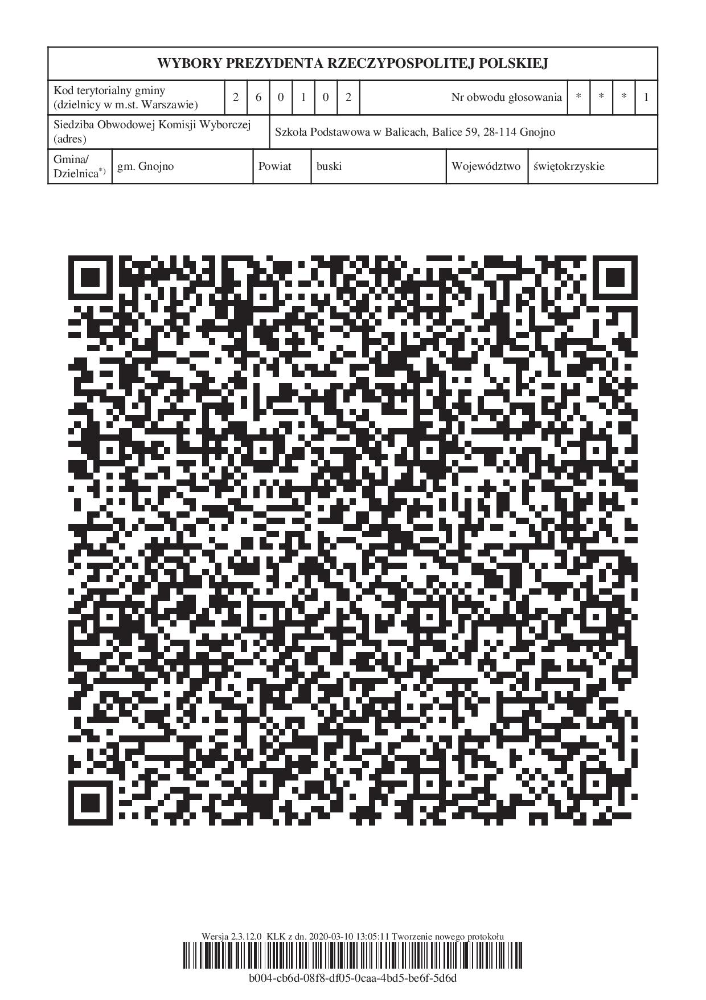 WYBORY PREZYDENTA RZECZYPOSPOLITEJ POLSKIEJ
Kod terytorialny gminy
(dzielnicy w m.st. Warszawie)
2 6 0 1 0 2
Nr obwodu głosowania
* * * 1
Siedziba Obwodowej Komisji Wyborczej
(adres)
Szkoła Podstawowa w Balicach, Balice 59, 28-114 Gnojno
Gmina/
Dzielnica*)
gm. Gnojno
Powiat
buski
Województwo
świętokrzyskie
Wersja 2.3.12.0 KLK z dn. 2020-03-10 13:05:11 Tworzenie nowego protokołu
b004-cb6d-08f8-df05-0caa-4bd5-be6f-5d6d